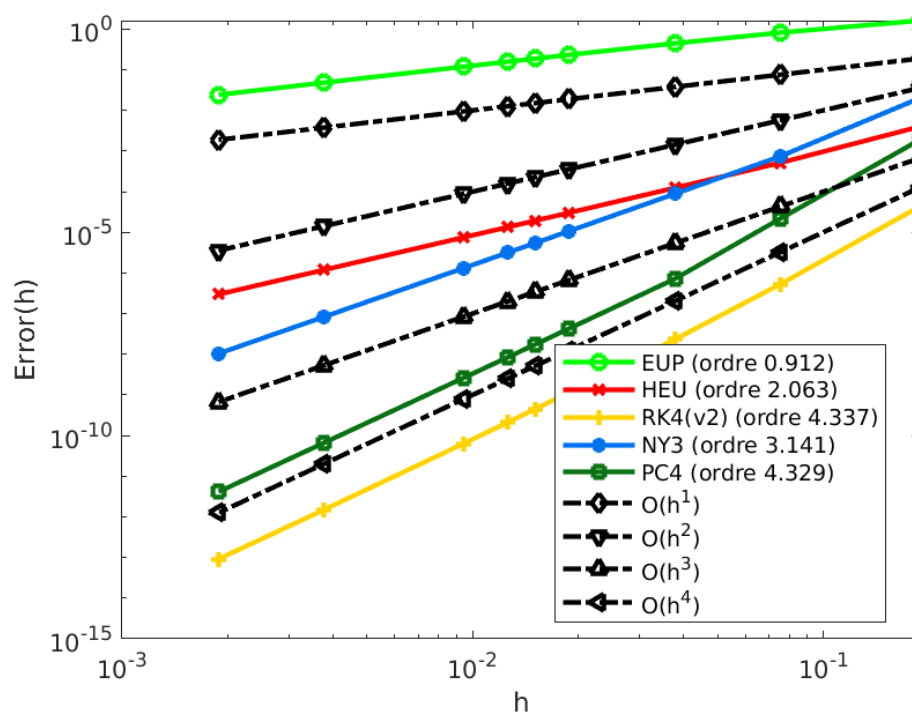 10^0
10^-5
10^-10
10^-15
Error(h)
10^-3
10^-2
10^-1
h
EUP (ordre 0.912)
HEU (ordre 2.063)
RK4(v2) (ordre 4.337)
NY3 (ordre 3.141)
PC4 (ordre 4.329)
O(h^1)
O(h^2)
O(h^3)
O(h^4)